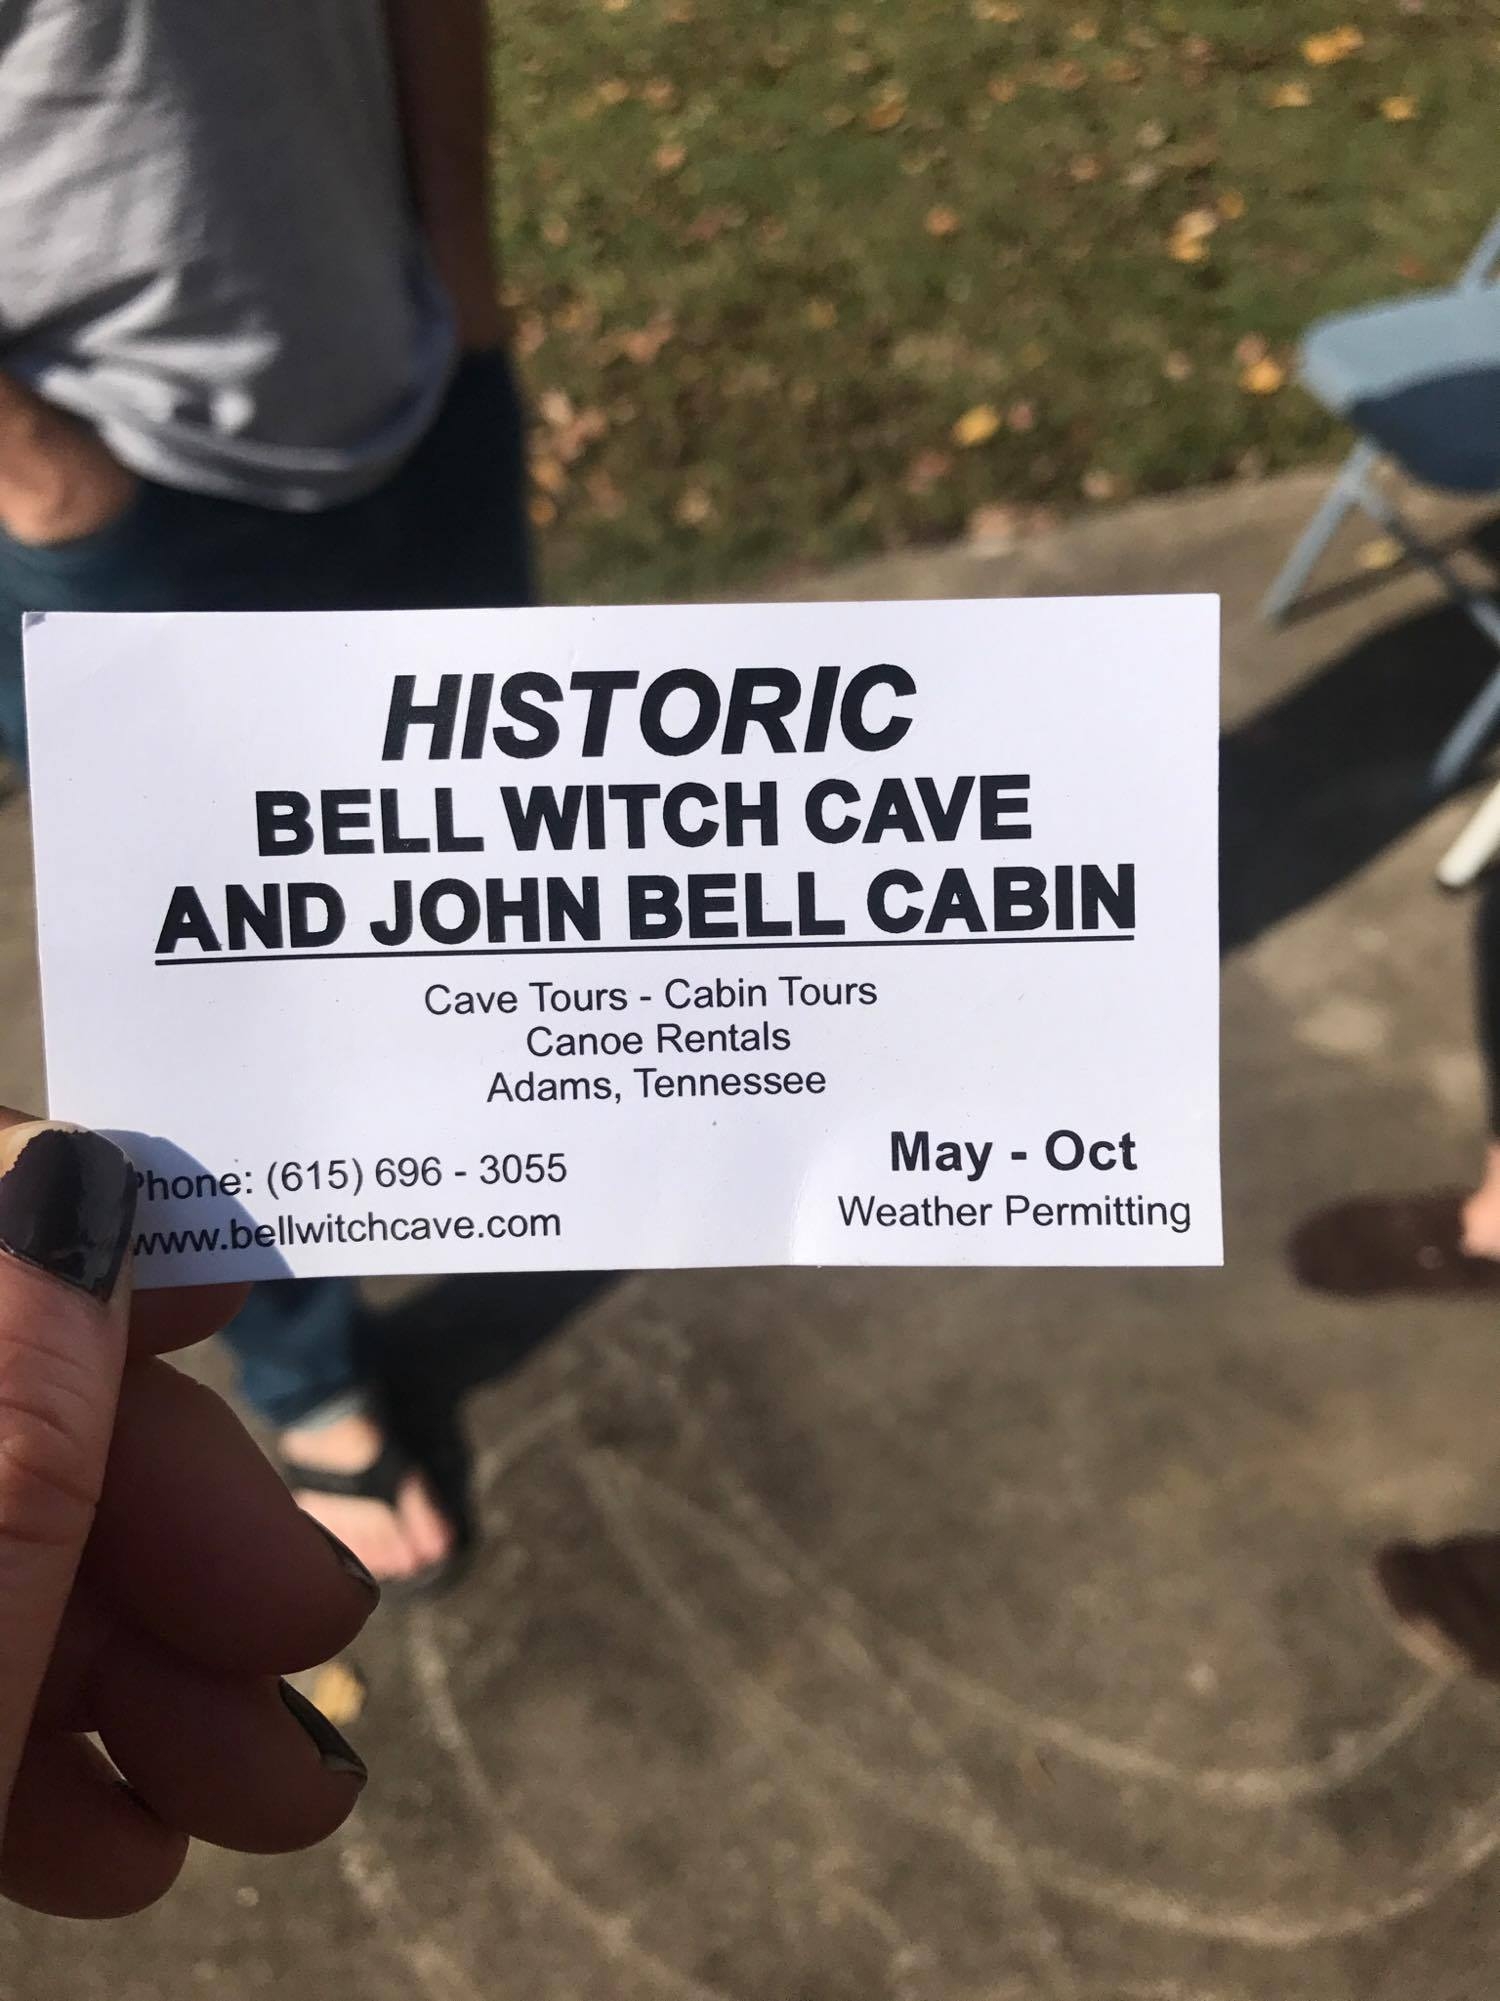 HISTORIC
BELL WITCH CAVE
AND JOHN BELL CABIN
Cave Tours - Cabin Tours
Canoe Rentals
Adams, Tennessee
Phone: (615) 696 - 3055
www.bellwitchcave.com
May - Oct
Weather Permitting